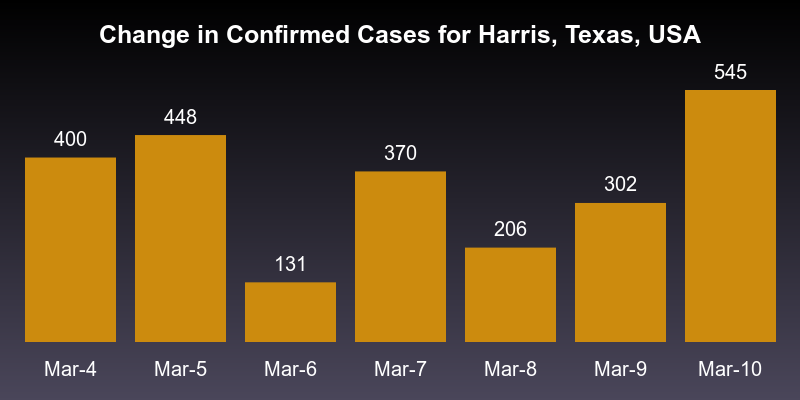 Change in Confirmed Cases for Harris, Texas, USA
400 448 131 370 206 302 545
Mar-4 Mar-5 Mar-6 Mar-7 Mar-8 Mar-9 Mar-10